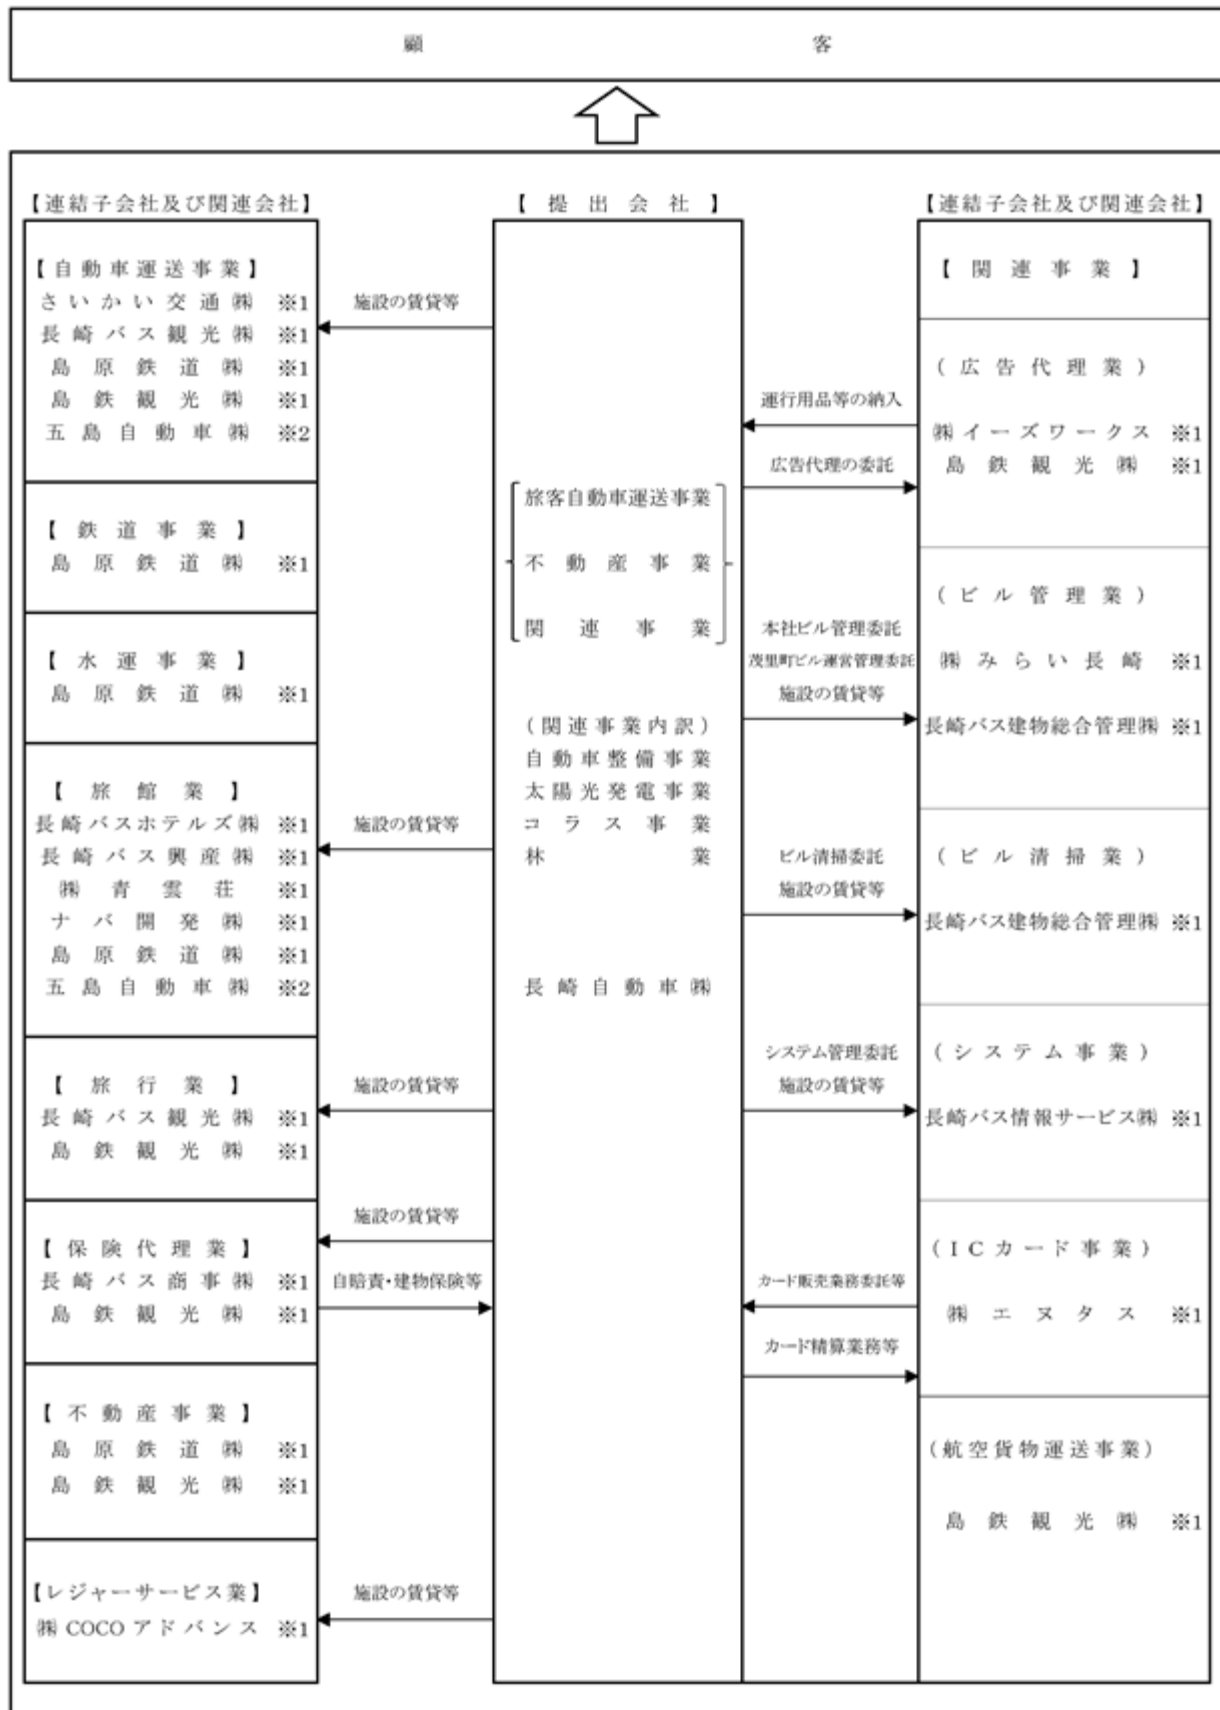 顧客
【連結子会社及び関連会社】
【自動車運送事業】
さいかい交通㈱ ※1
長崎バス観光㈱ ※1
島原鉄道㈱ ※1
島鉄観光㈱ ※1
五島自動車㈱ ※2
【鉄道事業】
島原鉄道㈱ ※1
【水運事業】
島原鉄道㈱ ※1
【旅館業】
長崎バスホテルズ㈱ ※1
長崎バス興産㈱ ※1
㈱青雲荘 ※1
ナバ開発㈱ ※1
島原鉄道㈱ ※1
五島自動車㈱ ※2
【旅行業】
長崎バス観光㈱ ※1
島鉄観光㈱ ※1
【保険代理業】
長崎バス商事㈱ ※1
島鉄観光㈱ ※1
【不動産事業】
島原鉄道㈱ ※1
島鉄観光㈱ ※1
【レジャーサービス業】
㈱COCOアドバンス ※1
施設の賃貸等
施設の賃貸等
施設の賃貸等
施設の賃貸等
自賠責・建物保険等
施設の賃貸等
【提出会社】
旅客自動車運送事業
不動産事業
関連事業
(関連事業内訳)
自動車整備事業
太陽光発電事業
コラス事業
林業
長崎自動車㈱
運行用品等の納入
広告代理の委託
本社ビル管理委託
茂里町ビル運営管理委託
施設の賃貸等
ビル清掃委託
施設の賃貸等
システム管理委託
施設の賃貸等
カード販売業務委託等
カード精算業務等
【連結子会社及び関連会社】
【関連事業】
(広告代理業)
㈱イーズワークス ※1
島鉄観光㈱ ※1
(ビル管理業)
㈱みらい長崎 ※1
長崎バス建物総合管理㈱ ※1
(ビル清掃業)
長崎バス建物総合管理㈱ ※1
(システム事業)
長崎バス情報サービス㈱ ※1
(ICカード事業)
㈱エヌタス ※1
(航空貨物運送事業)
島鉄観光㈱ ※1